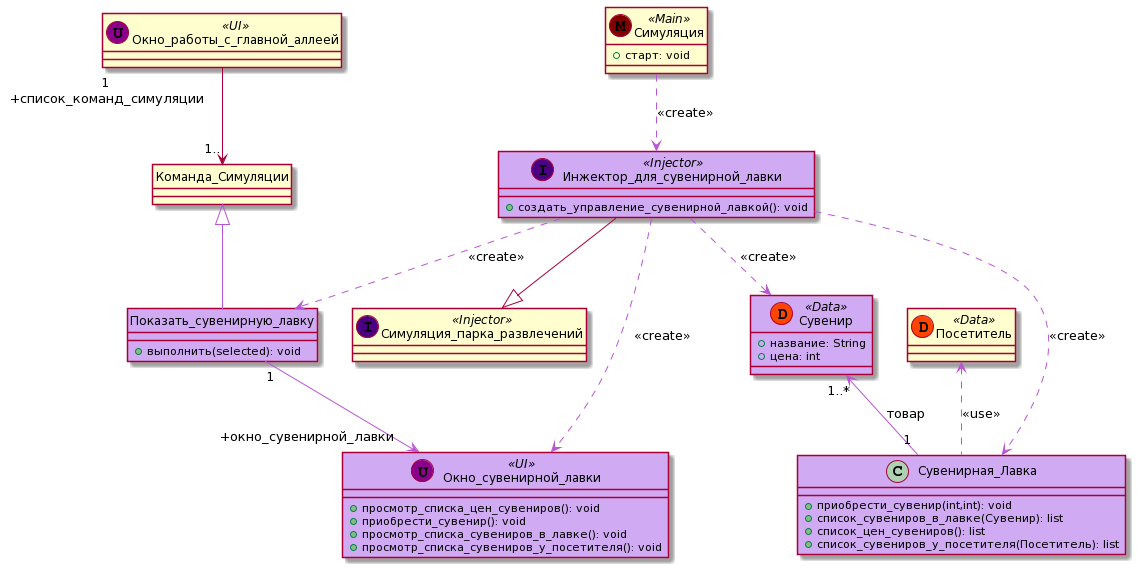 U
«UI»
Окно_работы_с_главной_аллеей
M
«Main»
Симуляция
старт: void
1
+список_команд_симуляции
«create»
1..
Команда_Симуляции
I
«Injector»
Инжектор_для_сувенирной_лавки
создать_управление_сувенирной_лавкой(): void
«create»
«create»
«create»
«create»
Показать_сувенирную_лавку
выполнить(selected): void
I
«Injector»
Симуляция_парка_развлечений
D
«Data»
Сувенир
название: String
цена: int
D
«Data»
Посетитель
1
1..*
товар
«use»
+окно_сувенирной_лавки
1
U
«UI»
Окно_сувенирной_лавки
просмотр_списка_цен_сувениров(): void
приобрести_сувенир(): void
просмотр_списка_сувениров_в_лавке(): void
просмотр_списка_сувениров_у_посетителя(): void
C
Сувенирная_Лавка
приобрести_сувенир(int,int): void
список_сувениров_в_лавке(Сувенир): list
список_цен_сувениров(): list
список_сувениров_у_посетителя(Посетитель): list